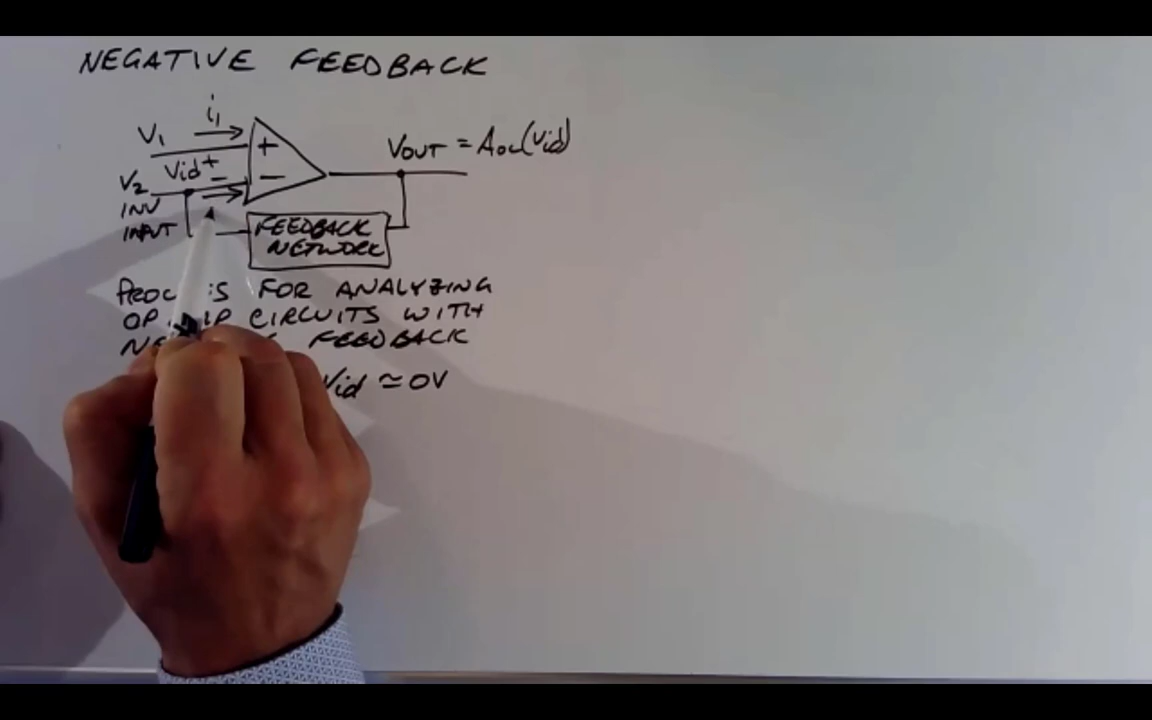 NEGATIVE FEEDBACK
i1
V1
+
VOUT = AOL(Vid)
Vid + -
V2
-
INV
INPUT
FEEDBACK
NETWORK
FOR ANALYZING
CIRCUITS WITH
FEEDBACK
Vid ≃ 0V